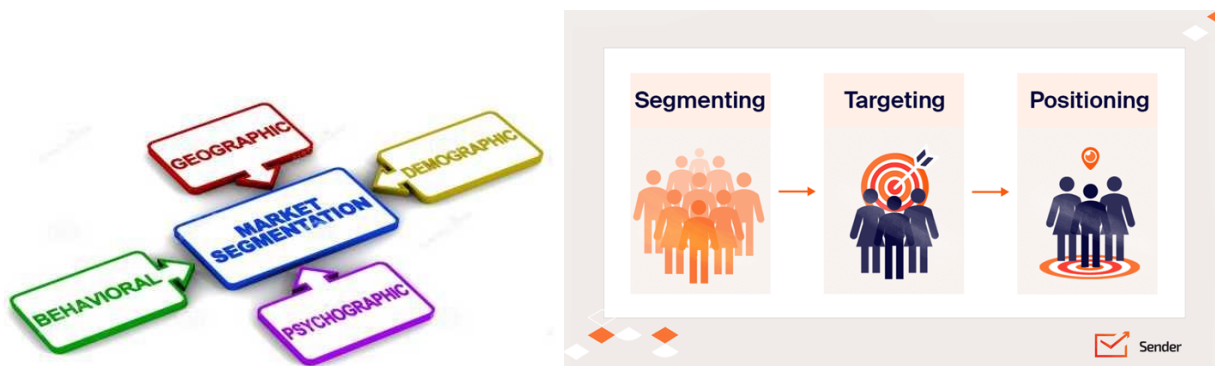 GEOGRAPHIC
DEMOGRAPHIC
MARKET
SEGMENTATION
BEHAVIORAL
PSYCHOGRAPHIC
Segmenting
Targeting
Positioning
Sender